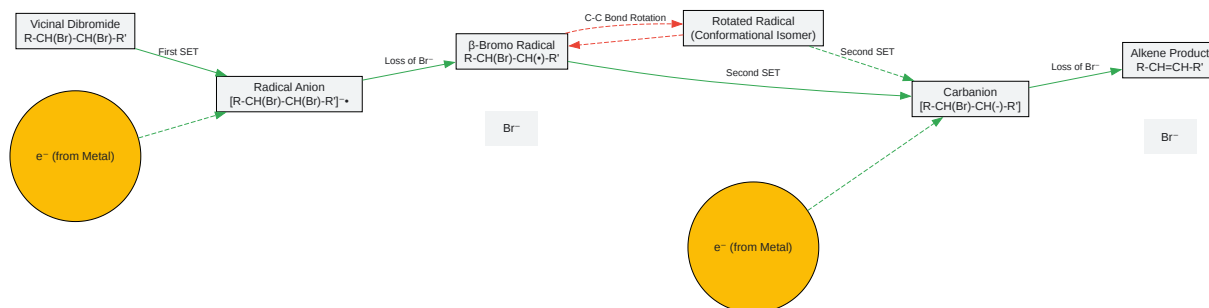 Vicinal Dibromide
R-CH(Br)-CH(Br)-R'
First SET
e⁻ (from Metal)
Radical Anion
[R-CH(Br)-CH(Br)-R']⁻•
Loss of Br⁻
β-Bromo Radical
R-CH(Br)-CH(•)-R'
Br⁻
C-C Bond Rotation
Rotated Radical
(Conformational Isomer)
Second SET
Second SET
e⁻ (from Metal)
Carbanion
[R-CH(Br)-CH(-)-R']
Loss of Br⁻
Alkene Product
R-CH=CH-R'
Br⁻